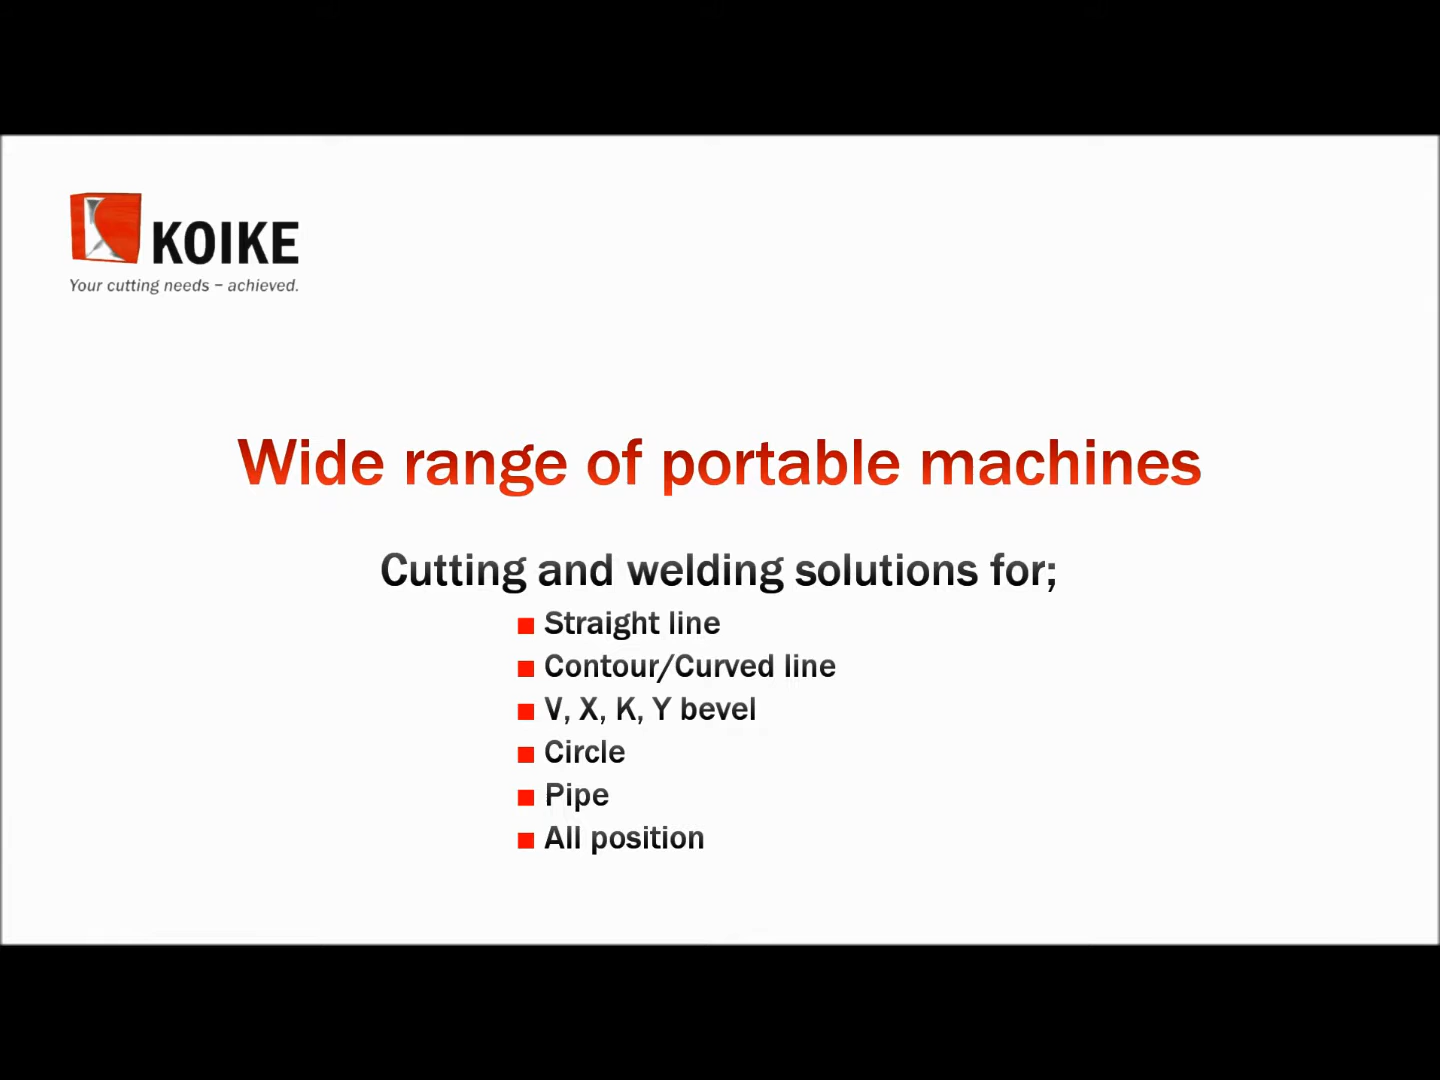 KOIKE
Your cutting needs – achieved.
Wide range of portable machines
Cutting and welding solutions for;
■ Straight line
■ Contour/Curved line
■ V, X, K, Y bevel
■ Circle
■ Pipe
■ All position